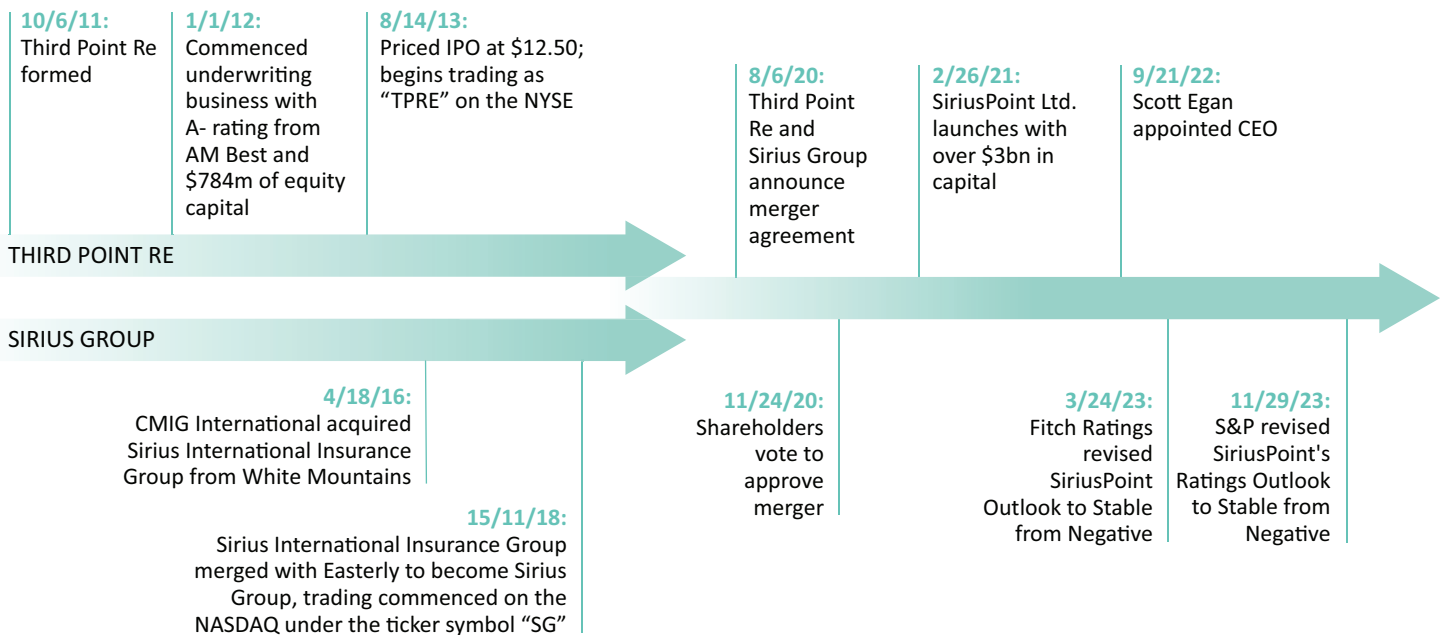 10/6/11:
Third Point Re
formed
1/1/12:
Commenced
underwriting
business with
A- rating from
AM Best and
$784m of equity
capital
8/14/13:
Priced IPO at $12.50;
begins trading as
“TPRE” on the NYSE
8/6/20:
Third Point
Re and
Sirius Group
announce
merger
agreement
2/26/21:
SiriusPoint Ltd.
launches with
over $3bn in
capital
9/21/22:
Scott Egan
appointed CEO
THIRD POINT RE
SIRIUS GROUP
4/18/16:
CMIG International acquired
Sirius International Insurance
Group from White Mountains
15/11/18:
Sirius International Insurance Group
merged with Easterly to become Sirius
Group, trading commenced on the
NASDAQ under the ticker symbol “SG”
11/24/20:
Shareholders
vote to
approve
merger
3/24/23:
Fitch Ratings
revised
SiriusPoint
Outlook to Stable
from Negative
11/29/23:
S&P revised
SiriusPoint's
Ratings Outlook
to Stable from
Negative